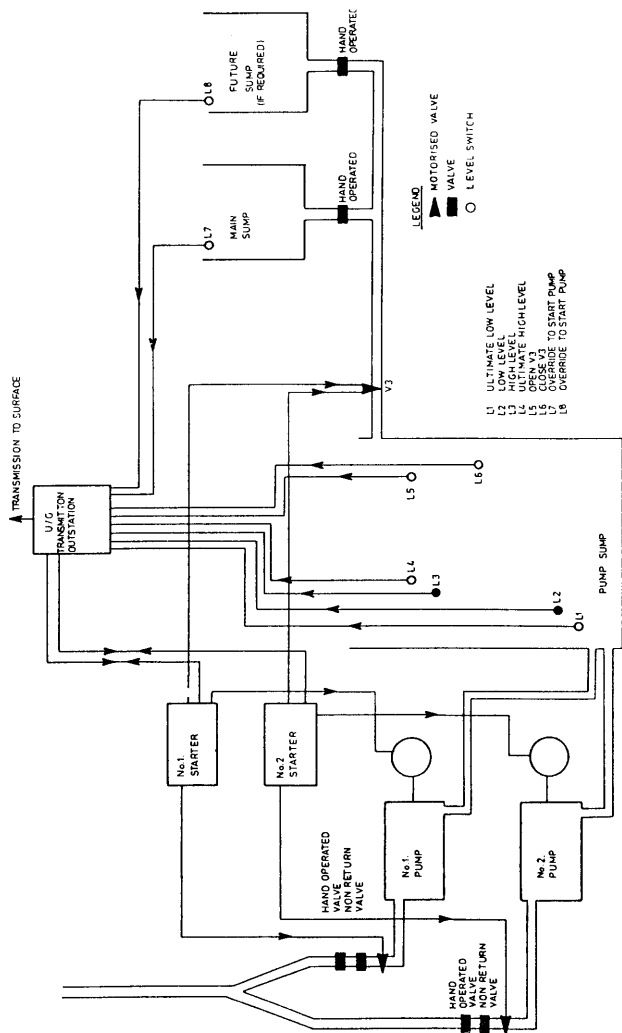 TRANSMISSION TO SURFACE
U/G
TRANSMITTON
OUTSTATION
No.1.
STARTER
No.2
STARTER
HAND OPERATED
VALVE
NON RETURN
VALVE
No.1.
PUMP
HAND
OPERATED
VALVE
NON RETURN
VALVE
No.2.
PUMP
L1
L2
L3
L4
L5
L6
PUMP SUMP
V3
L7
MAIN
SUMP
HAND
OPERATED
L8
FUTURE
SUMP
(IF REQUIRED)
HAND
OPERATED
L1 ULTIMATE LOW LEVEL
L2 LOW LEVEL
L3 HIGH LEVEL
L4 ULTIMATE HIGH LEVEL
L5 OPEN V3
L6 CLOSE V3
L7 OVERRIDE TO START PUMP
L8 OVERRIDE TO START PUMP
LEGEND
MOTORISED VALVE
VALVE
LEVEL SWITCH